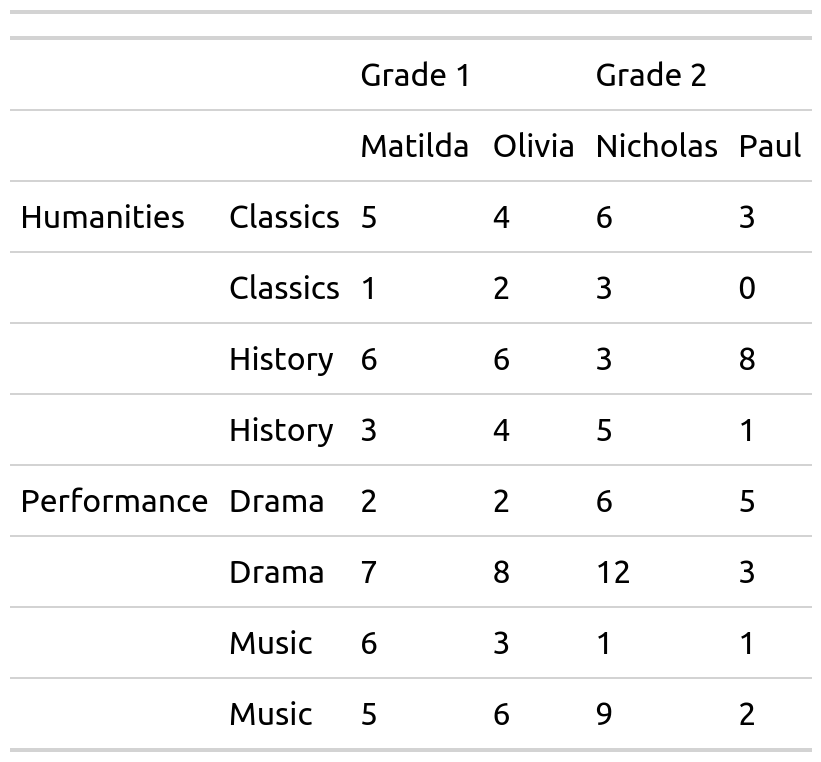 Grade 1 Grade 2
Matilda Olivia Nicholas Paul
Humanities Classics 5 4 6 3
Classics 1 2 3 0
History 6 6 3 8
History 3 4 5 1
Performance Drama 2 2 6 5
Drama 7 8 12 3
Music 6 3 1 1
Music 5 6 9 2